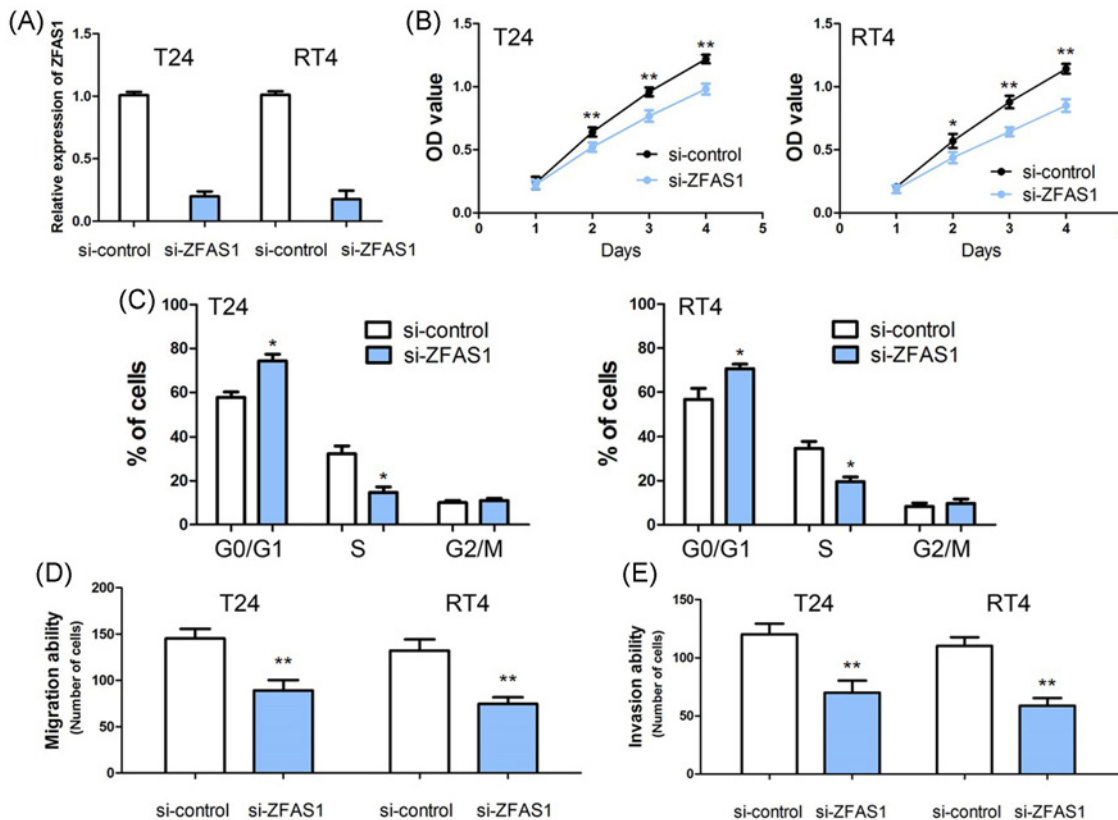 (A)
Relative expression of ZFAS1
1.5
1.0
0.5
0.0
T24
RT4
si-control
si-ZFAS1
si-control
si-ZFAS1
(B)
T24
OD value
1.5
1.0
0.5
0.0
**
**
**
si-control
si-ZFAS1
0
1
2
3
4
5
Days
RT4
OD value
1.5
1.0
0.5
0.0
*
**
**
si-control
si-ZFAS1
0
1
2
3
4
Days
(C)
T24
% of cells
100
80
60
40
20
0
si-control
si-ZFAS1
*
*
G0/G1
S
G2/M
RT4
% of cells
100
80
60
40
20
0
si-control
si-ZFAS1
*
*
G0/G1
S
G2/M
(D)
Migration ability
(Number of cells)
200
150
100
50
0
T24
RT4
**
**
si-control
si-ZFAS1
si-control
si-ZFAS1
(E)
Invasion ability
(Number of cells)
150
100
50
0
T24
RT4
**
**
si-control
si-ZFAS1
si-control
si-ZFAS1